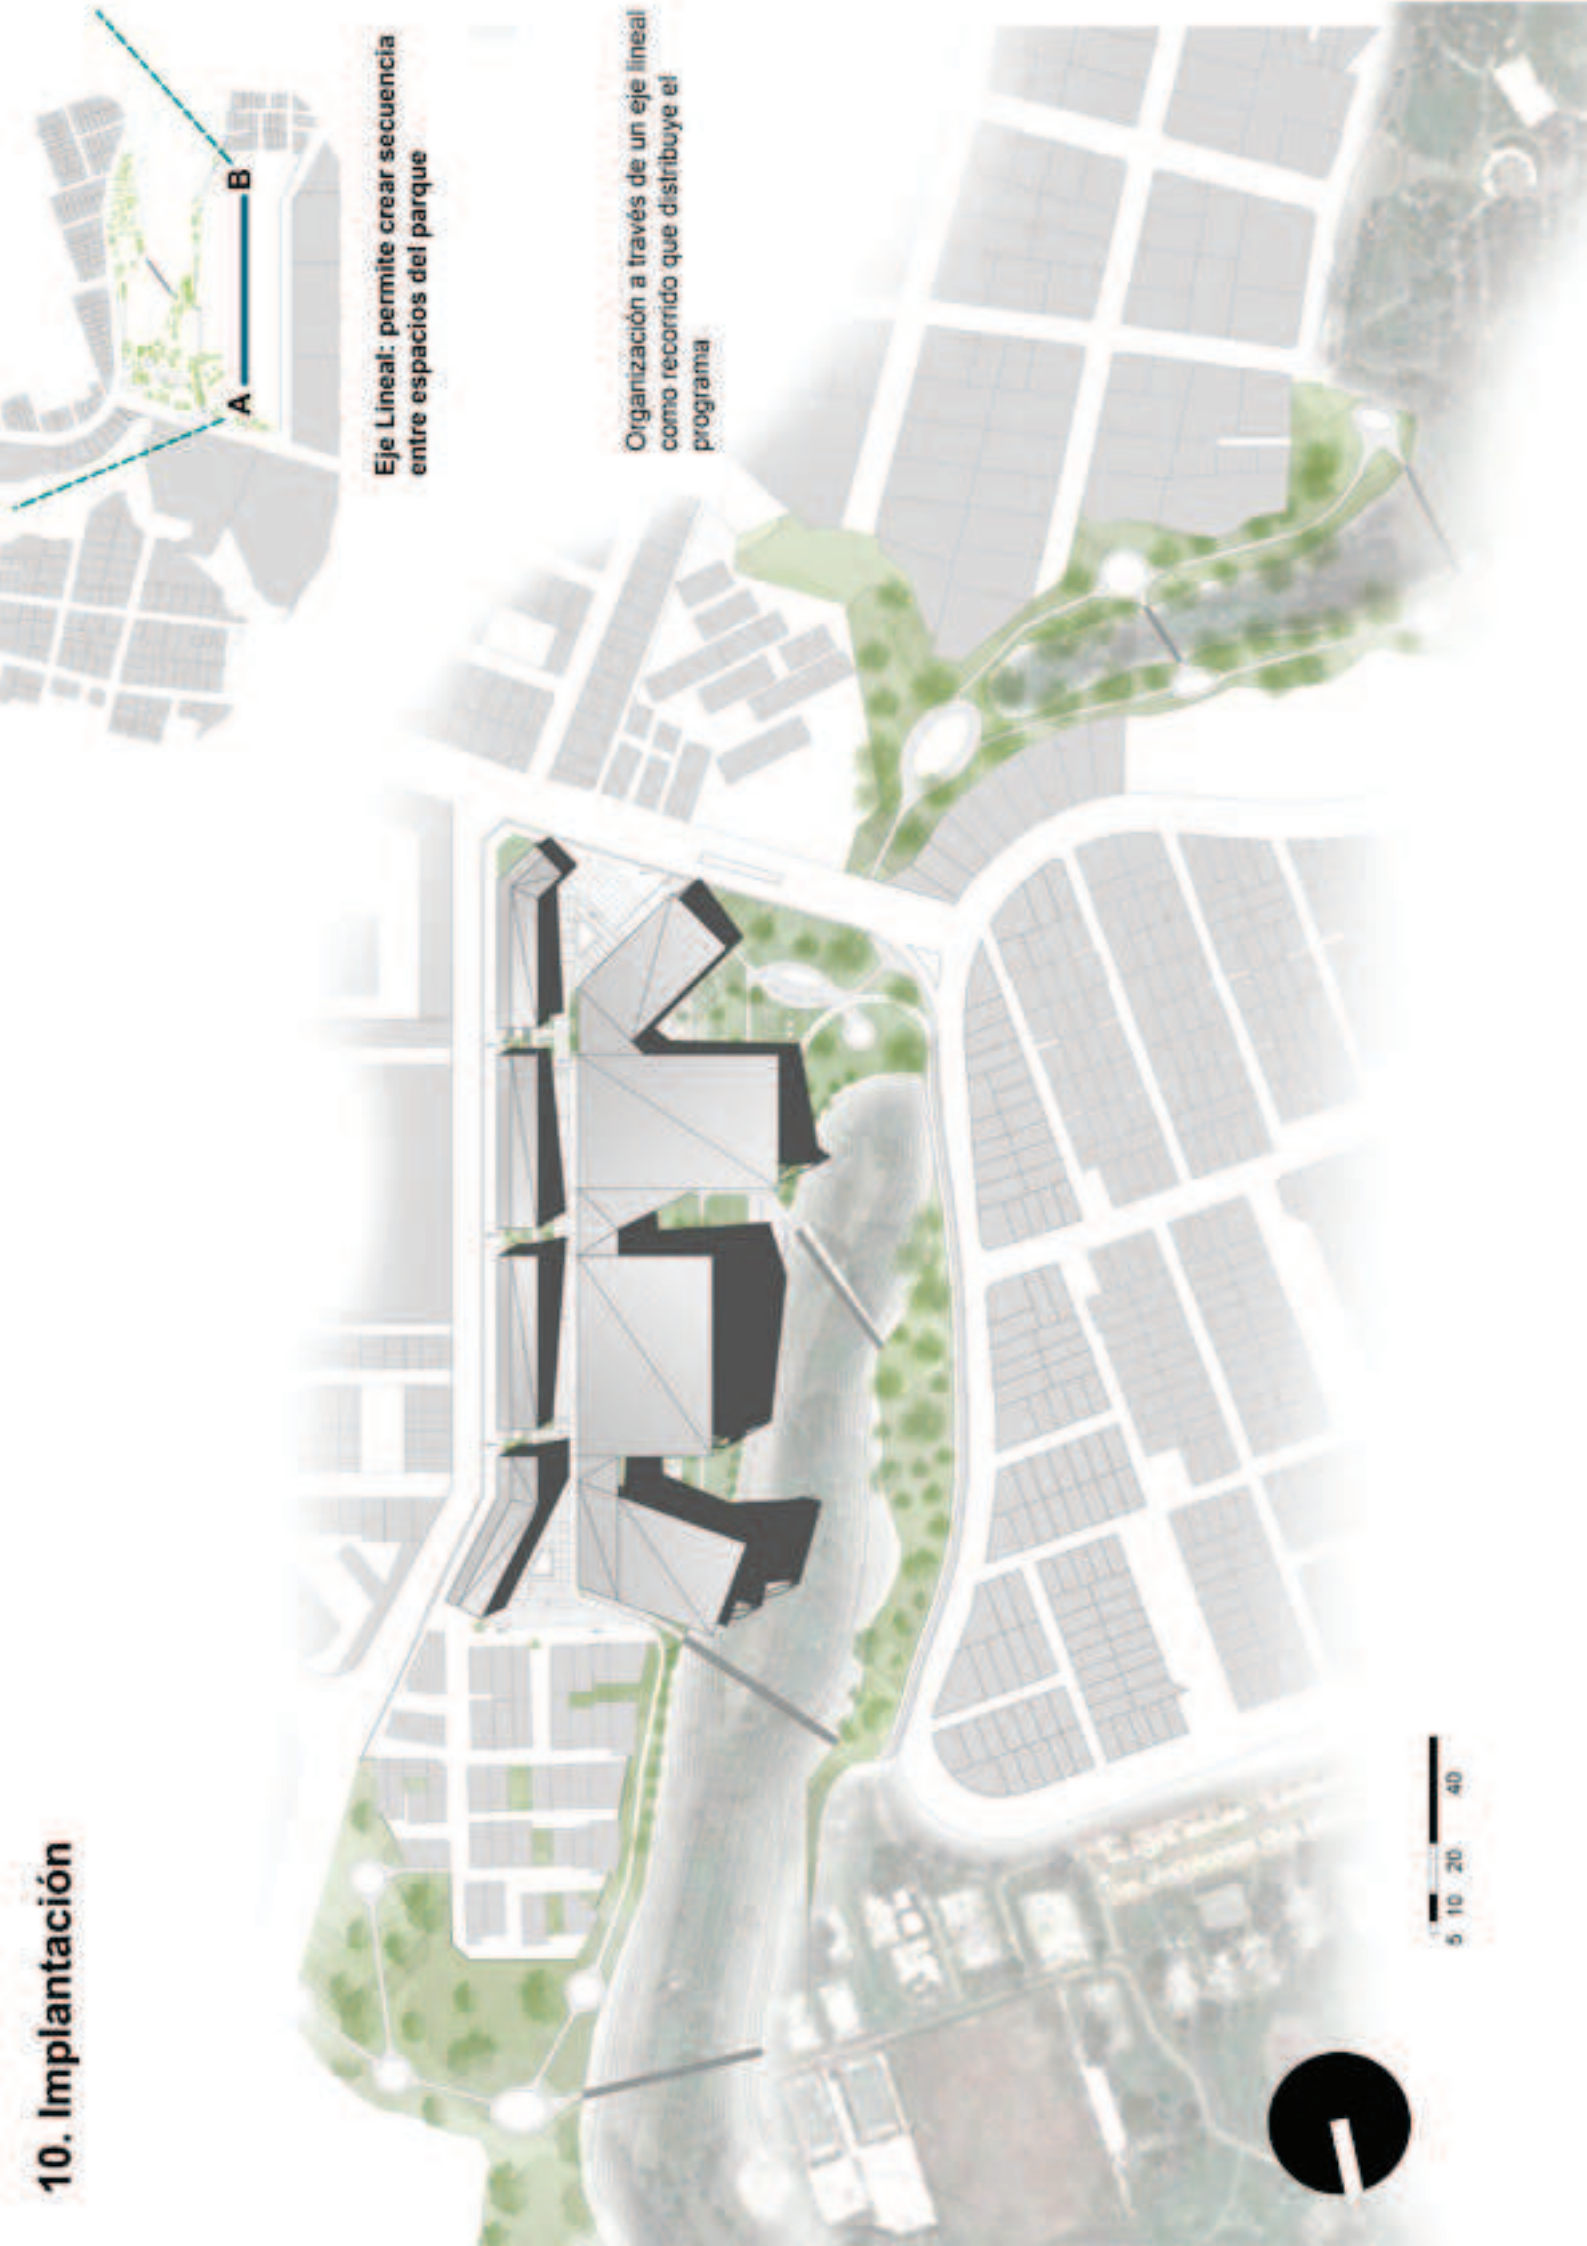 10. Implantación
A
B
Eje Lineal: permite crear secuencia
entre espacios del parque
Organización a través de un eje lineal
como recorrido que distribuye el
programa
5 10 20 40